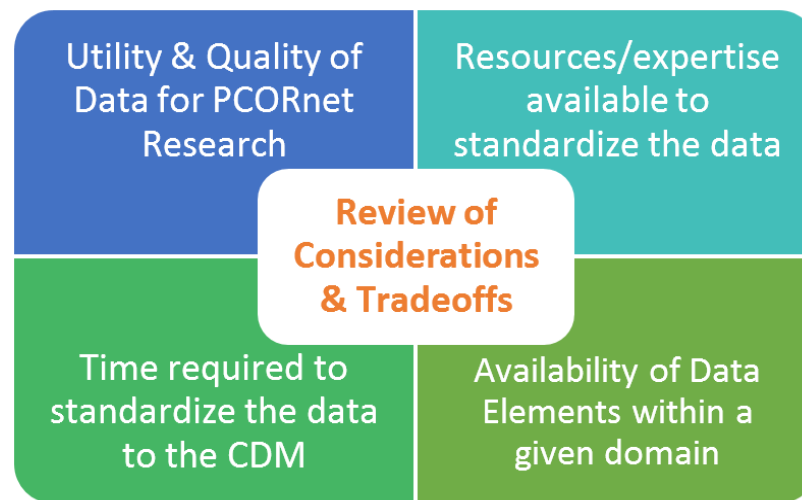 Utility & Quality of
Data for PCORnet
Research
Resources/expertise
available to
standardize the data
Review of
Considerations
& Tradeoffs
Time required to
standardize the data
to the CDM
Availability of Data
Elements within a
given domain